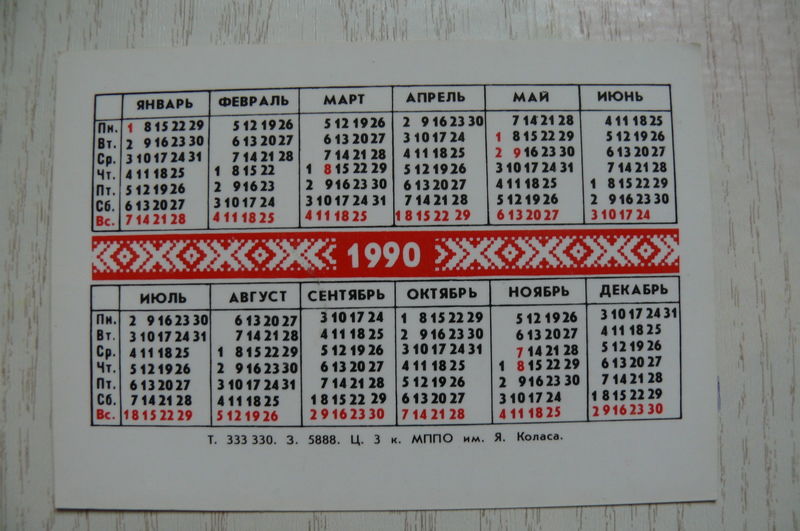 ЯНВАРЬ ФЕВРАЛЬ МАРТ АПРЕЛЬ МАЙ ИЮНЬ
Пн. 1 8 15 22 29 5 12 19 26 5 12 19 26 2 9 16 23 30 7 14 21 28 4 11 18 25
Вт. 2 9 16 23 30 6 13 20 27 6 13 20 27 3 10 17 24 1 8 15 22 29 5 12 19 26
Ср. 3 10 17 24 31 7 14 21 28 7 14 21 28 4 11 18 25 2 9 16 23 30 6 13 20 27
Чт. 4 11 18 25 1 8 15 22 1 8 15 22 29 5 12 19 26 3 10 17 24 31 7 14 21 28
Пт. 5 12 19 26 2 9 16 23 2 9 16 23 30 6 13 20 27 4 11 18 25 1 8 15 22 29
Сб. 6 13 20 27 3 10 17 24 3 10 17 24 31 7 14 21 28 5 12 19 26 2 9 16 23 30
Вс. 7 14 21 28 4 11 18 25 4 11 18 25 1 8 15 22 29 6 13 20 27 3 10 17 24
1990
ИЮЛЬ АВГУСТ СЕНТЯБРЬ ОКТЯБРЬ НОЯБРЬ ДЕКАБРЬ
Пн. 2 9 16 23 30 6 13 20 27 3 10 17 24 1 8 15 22 29 5 12 19 26 3 10 17 24 31
Вт. 3 10 17 24 31 7 14 21 28 4 11 18 25 2 9 16 23 30 6 13 20 27 4 11 18 25
Ср. 4 11 18 25 1 8 15 22 29 5 12 19 26 3 10 17 24 31 7 14 21 28 5 12 19 26
Чт. 5 12 19 26 2 9 16 23 30 6 13 20 27 4 11 18 25 1 8 15 22 29 6 13 20 27
Пт. 6 13 20 27 3 10 17 24 31 7 14 21 28 5 12 19 26 2 9 16 23 30 7 14 21 28
Сб. 7 14 21 28 4 11 18 25 1 8 15 22 29 6 13 20 27 3 10 17 24 1 8 15 22 29
Вс. 1 8 15 22 29 5 12 19 26 2 9 16 23 30 7 14 21 28 4 11 18 25 2 9 16 23 30
Т. 333 330. З. 5888. Ц. 3 к. МППО им. Я. Коласа.